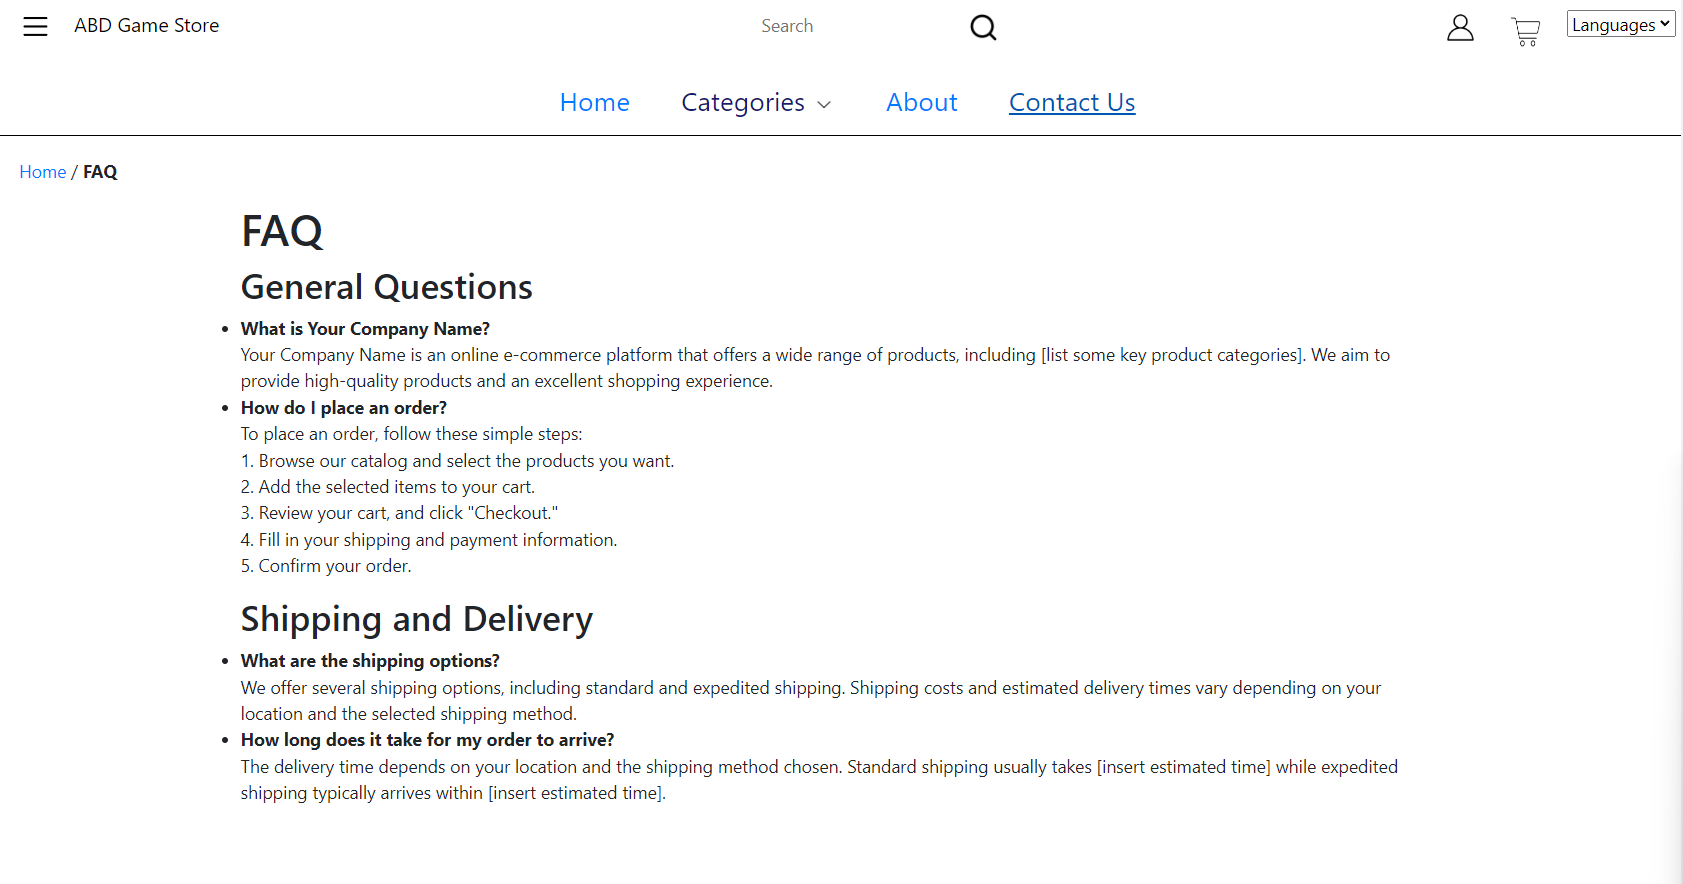 ABD Game Store
Search
Languages
Home
Categories
About
Contact Us
Home / FAQ
FAQ
General Questions
• What is Your Company Name?
Your Company Name is an online e-commerce platform that offers a wide range of products, including [list some key product categories]. We aim to
provide high-quality products and an excellent shopping experience.
• How do I place an order?
To place an order, follow these simple steps:
1. Browse our catalog and select the products you want.
2. Add the selected items to your cart.
3. Review your cart, and click "Checkout."
4. Fill in your shipping and payment information.
5. Confirm your order.
Shipping and Delivery
• What are the shipping options?
We offer several shipping options, including standard and expedited shipping. Shipping costs and estimated delivery times vary depending on your
location and the selected shipping method.
• How long does it take for my order to arrive?
The delivery time depends on your location and the shipping method chosen. Standard shipping usually takes [insert estimated time] while expedited
shipping typically arrives within [insert estimated time].